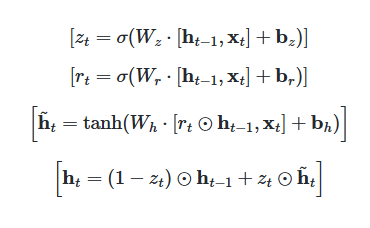 [z_t = σ(W_z · [𝐡_{t−1}, 𝐱_t] + 𝐛_z)]
[r_t = σ(W_r · [𝐡_{t−1}, 𝐱_t] + 𝐛_r)]
[𝐡̃_t = tanh(W_h · [r_t ⊙ 𝐡_{t−1}, 𝐱_t] + 𝐛_h)]
[𝐡_t = (1 − z_t) ⊙ 𝐡_{t−1} + z_t ⊙ 𝐡̃_t]